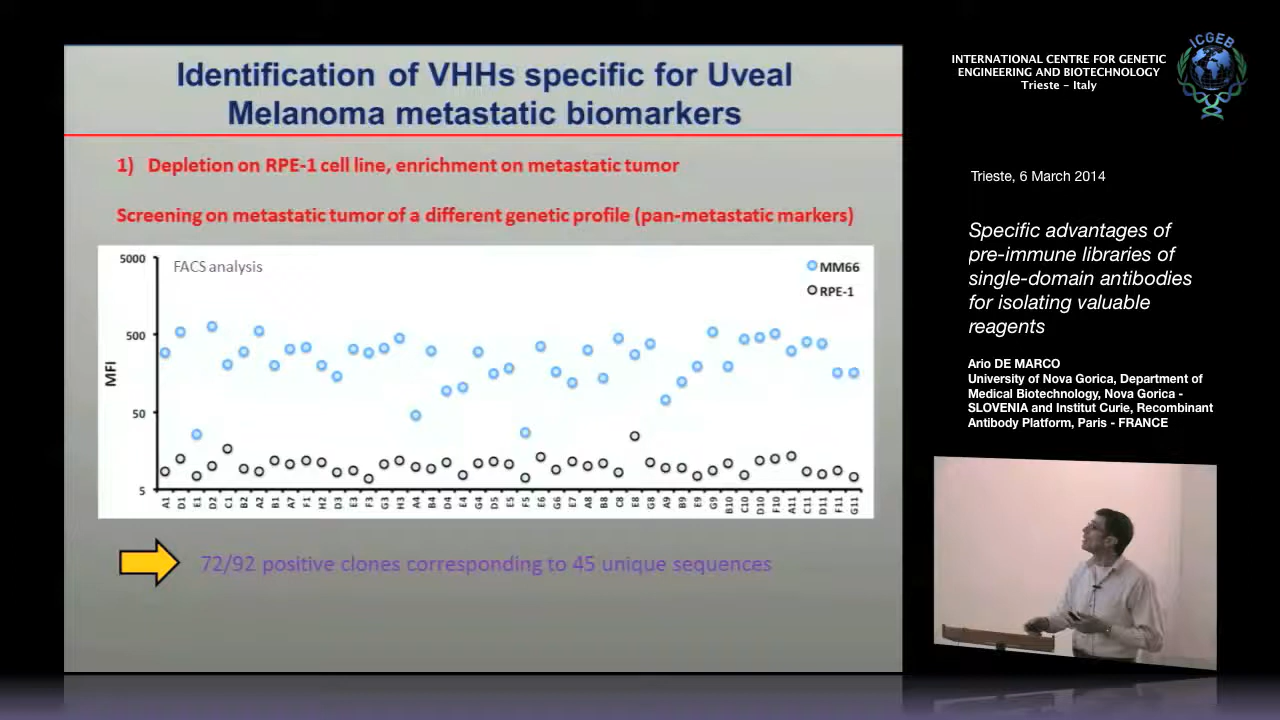 Identification of VHHs specific for Uveal
Melanoma metastatic biomarkers
1) Depletion on RPE-1 cell line, enrichment on metastatic tumor
Screening on metastatic tumor of a different genetic profile (pan-metastatic markers)
FACS analysis
MM66
RPE-1
MFI
5000
500
50
5
A1 D1 E1 D2 C1 B2 A2 B1 A7 F1 H2 D3 E3 F3 G3 H3 A4 B4 D4 E4 G4 D5 E5 F5 E6 G6 E7 A8 B8 C8 E8 G8 A9 B9 E9 G9 B10 C10 D10 F10 A11 C11 D11 F11 G11
72/92 positive clones corresponding to 45 unique sequences
INTERNATIONAL CENTRE FOR GENETIC
ENGINEERING AND BIOTECHNOLOGY
Trieste – Italy
ICGEB
Trieste, 6 March 2014
Specific advantages of
pre-immune libraries of
single-domain antibodies
for isolating valuable
reagents
Ario DE MARCO
University of Nova Gorica, Department of
Medical Biotechnology, Nova Gorica -
SLOVENIA and Institut Curie, Recombinant
Antibody Platform, Paris - FRANCE